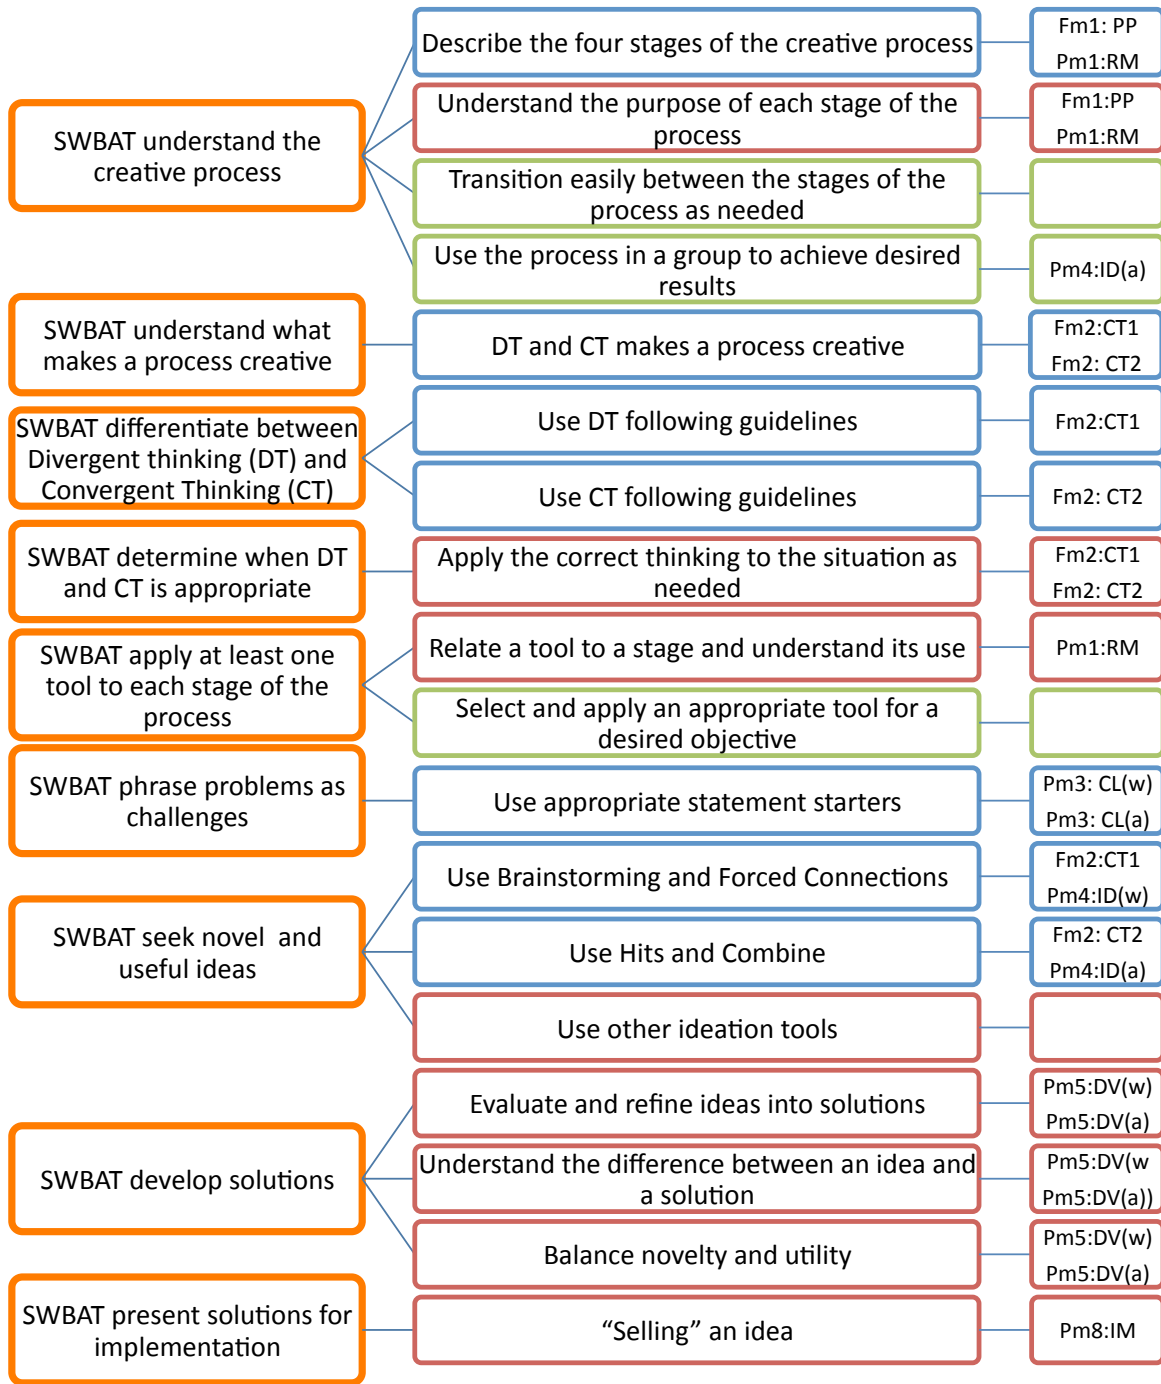 SWBAT understand the
creative process
Describe the four stages of the creative process
Fm1: PP
Pm1:RM
Understand the purpose of each stage of the
process
Fm1:PP
Pm1:RM
Transition easily between the stages of the
process as needed
Use the process in a group to achieve desired
results
Pm4:ID(a)
SWBAT understand what
makes a process creative
DT and CT makes a process creative
Fm2:CT1
Fm2: CT2
SWBAT differentiate between
Divergent thinking (DT) and
Convergent Thinking (CT)
Use DT following guidelines
Fm2:CT1
Use CT following guidelines
Fm2: CT2
SWBAT determine when DT
and CT is appropriate
Apply the correct thinking to the situation as
needed
Fm2:CT1
Fm2: CT2
SWBAT apply at least one
tool to each stage of the
process
Relate a tool to a stage and understand its use
Pm1:RM
Select and apply an appropriate tool for a
desired objective
SWBAT phrase problems as
challenges
Use appropriate statement starters
Pm3: CL(w)
Pm3: CL(a)
SWBAT seek novel  and
useful ideas
Use Brainstorming and Forced Connections
Fm2:CT1
Pm4:ID(w)
Use Hits and Combine
Fm2: CT2
Pm4:ID(a)
Use other ideation tools
SWBAT develop solutions
Evaluate and refine ideas into solutions
Pm5:DV(w)
Pm5:DV(a)
Understand the difference between an idea and
a solution
Pm5:DV(w
Pm5:DV(a))
Balance novelty and utility
Pm5:DV(w)
Pm5:DV(a)
SWBAT present solutions for
implementation
“Selling” an idea
Pm8:IM